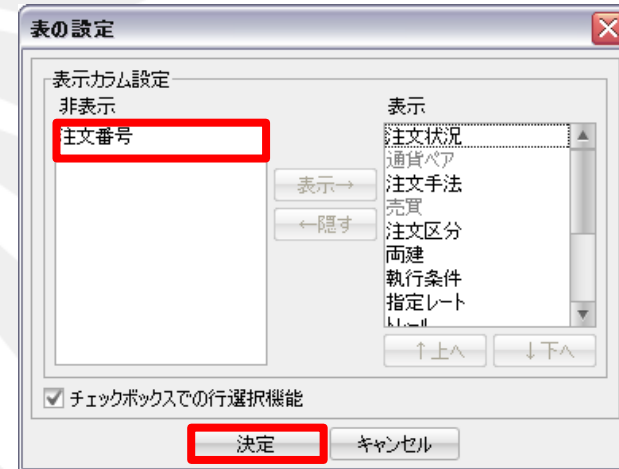 表の設定
表示カラム設定
非表示
表示
注文番号
注文状況
通貨ペア
注文手法
売買
注文区分
両建
執行条件
指定レート
トレール
表示→
←隠す
↑上へ
↓下へ
チェックボックスでの行選択機能
決定
キャンセル